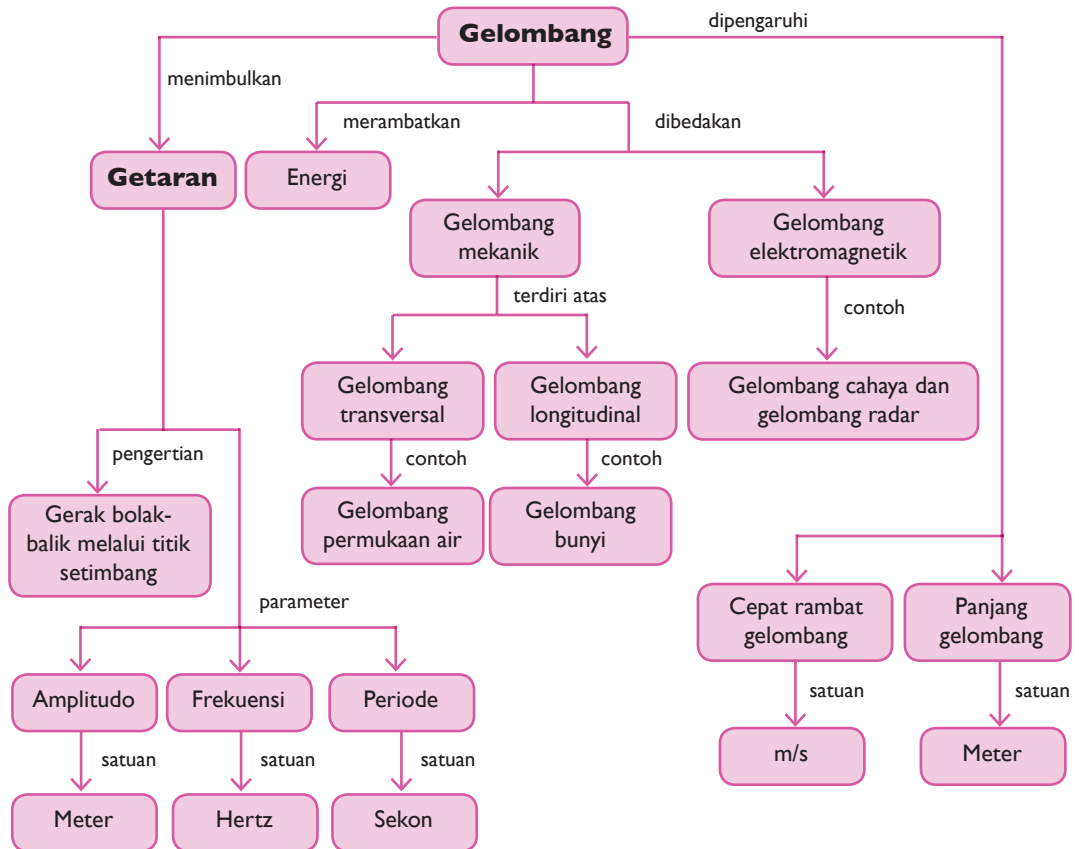 Gelombang
dipengaruhi
menimbulkan
merambatkan
dibedakan
Getaran
Energi
Gelombang
mekanik
Gelombang
elektromagnetik
terdiri atas
contoh
Gelombang
transversal
Gelombang
longitudinal
Gelombang cahaya dan
gelombang radar
pengertian
contoh
contoh
Gerak bolak-
balik melalui titik
setimbang
Gelombang
permukaan air
Gelombang
bunyi
parameter
Cepat rambat
gelombang
Panjang
gelombang
Amplitudo
Frekuensi
Periode
satuan
satuan
m/s
Meter
satuan
satuan
satuan
Meter
Hertz
Sekon